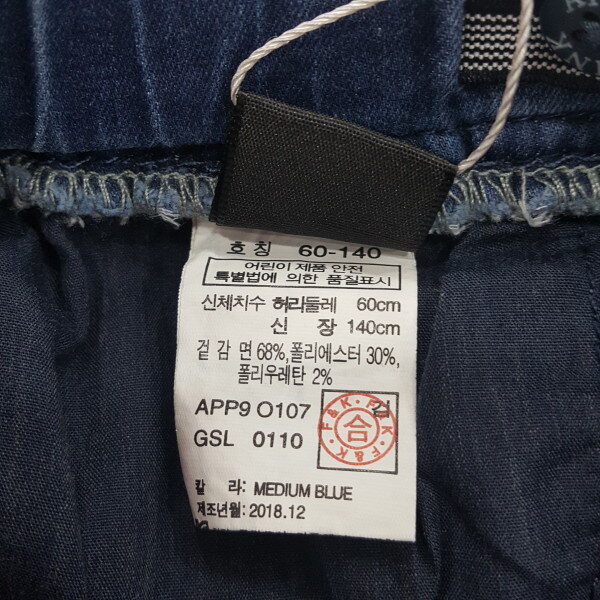 호칭 60-140
어린이 제품 안전
특별법에 의한 품질표시
신체치수 허리둘레 60cm
신 장 140cm
겉 감 면 68%,폴리에스터 30%,
폴리우레탄 2%
APP9 O107
GSL 0110
검
F&K F&K F&K
合
칼 라: MEDIUM BLUE
제조년월: 2018.12